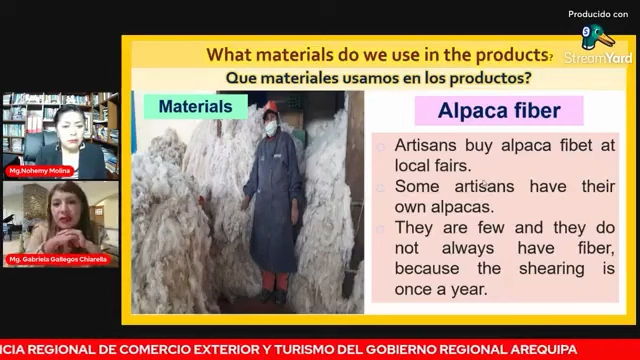 Producido con
StreamYard
What materials do we use in the products?
Que materiales usamos en los productos?
Materials
Alpaca fiber
Artisans buy alpaca fibet at
local fairs.
Some artisans have their
own alpacas.
They are few and they do
not always have fiber,
because the shearing is
once a year.
Mg.Nohemy Molina
Mg. Gabriela Gallegos Chiarella
CIA REGIONAL DE COMERCIO EXTERIOR Y TURISMO DEL GOBIERNO REGIONAL AREQUIPA